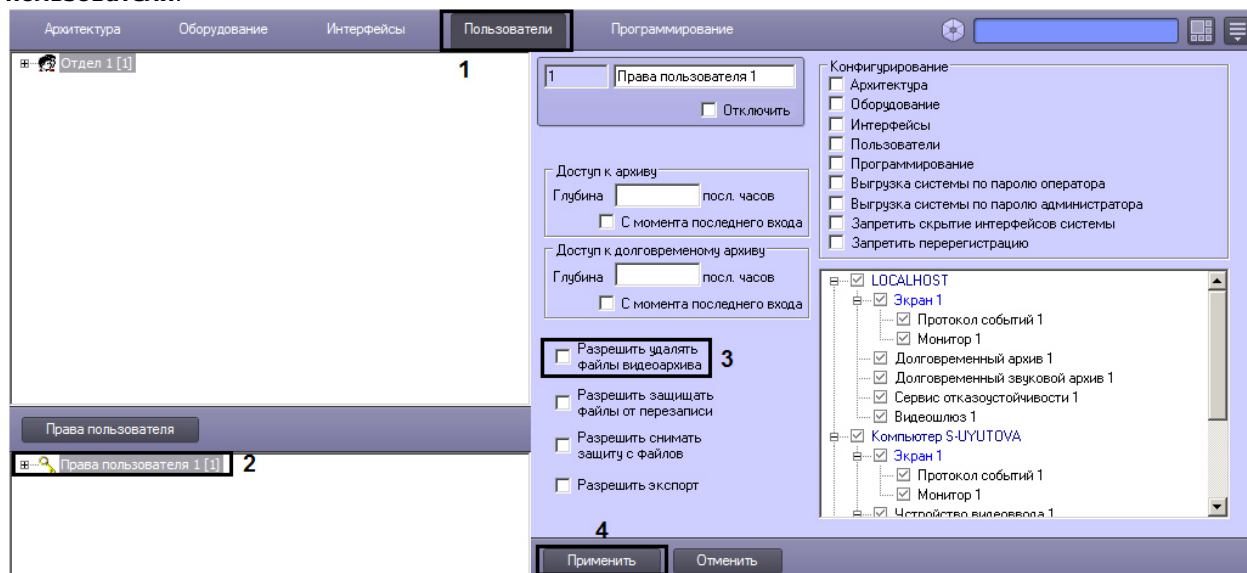 Архитектура Оборудование Интерфейсы Пользователи Программирование
1
Отдел 1 [1]
1 Права пользователя 1
Отключить
Доступ к архиву
Глубина посл. часов
С момента последнего входа
Доступ к долговременому архиву
Глубина посл. часов
С момента последнего входа
Разрешить удалять
файлы видеоархива
3
Разрешить защищать
файлы от перезаписи
Разрешить снимать
защиту с файлов
Разрешить экспорт
Конфигурирование
Архитектура
Оборудование
Интерфейсы
Пользователи
Программирование
Выгрузка системы по паролю оператора
Выгрузка системы по паролю администратора
Запретить скрытие интерфейсов системы
Запретить перерегистрацию
LOCALHOST
Экран 1
Протокол событий 1
Монитор 1
Долговременный архив 1
Долговременный звуковой архив 1
Сервис отказоустойчивости 1
Видеошлюз 1
Компьютер S-UYUTOVA
Экран 1
Протокол событий 1
Монитор 1
Устройство видеоввода 1
Права пользователя
Права пользователя 1 [1] 2
4
Применить Отменить